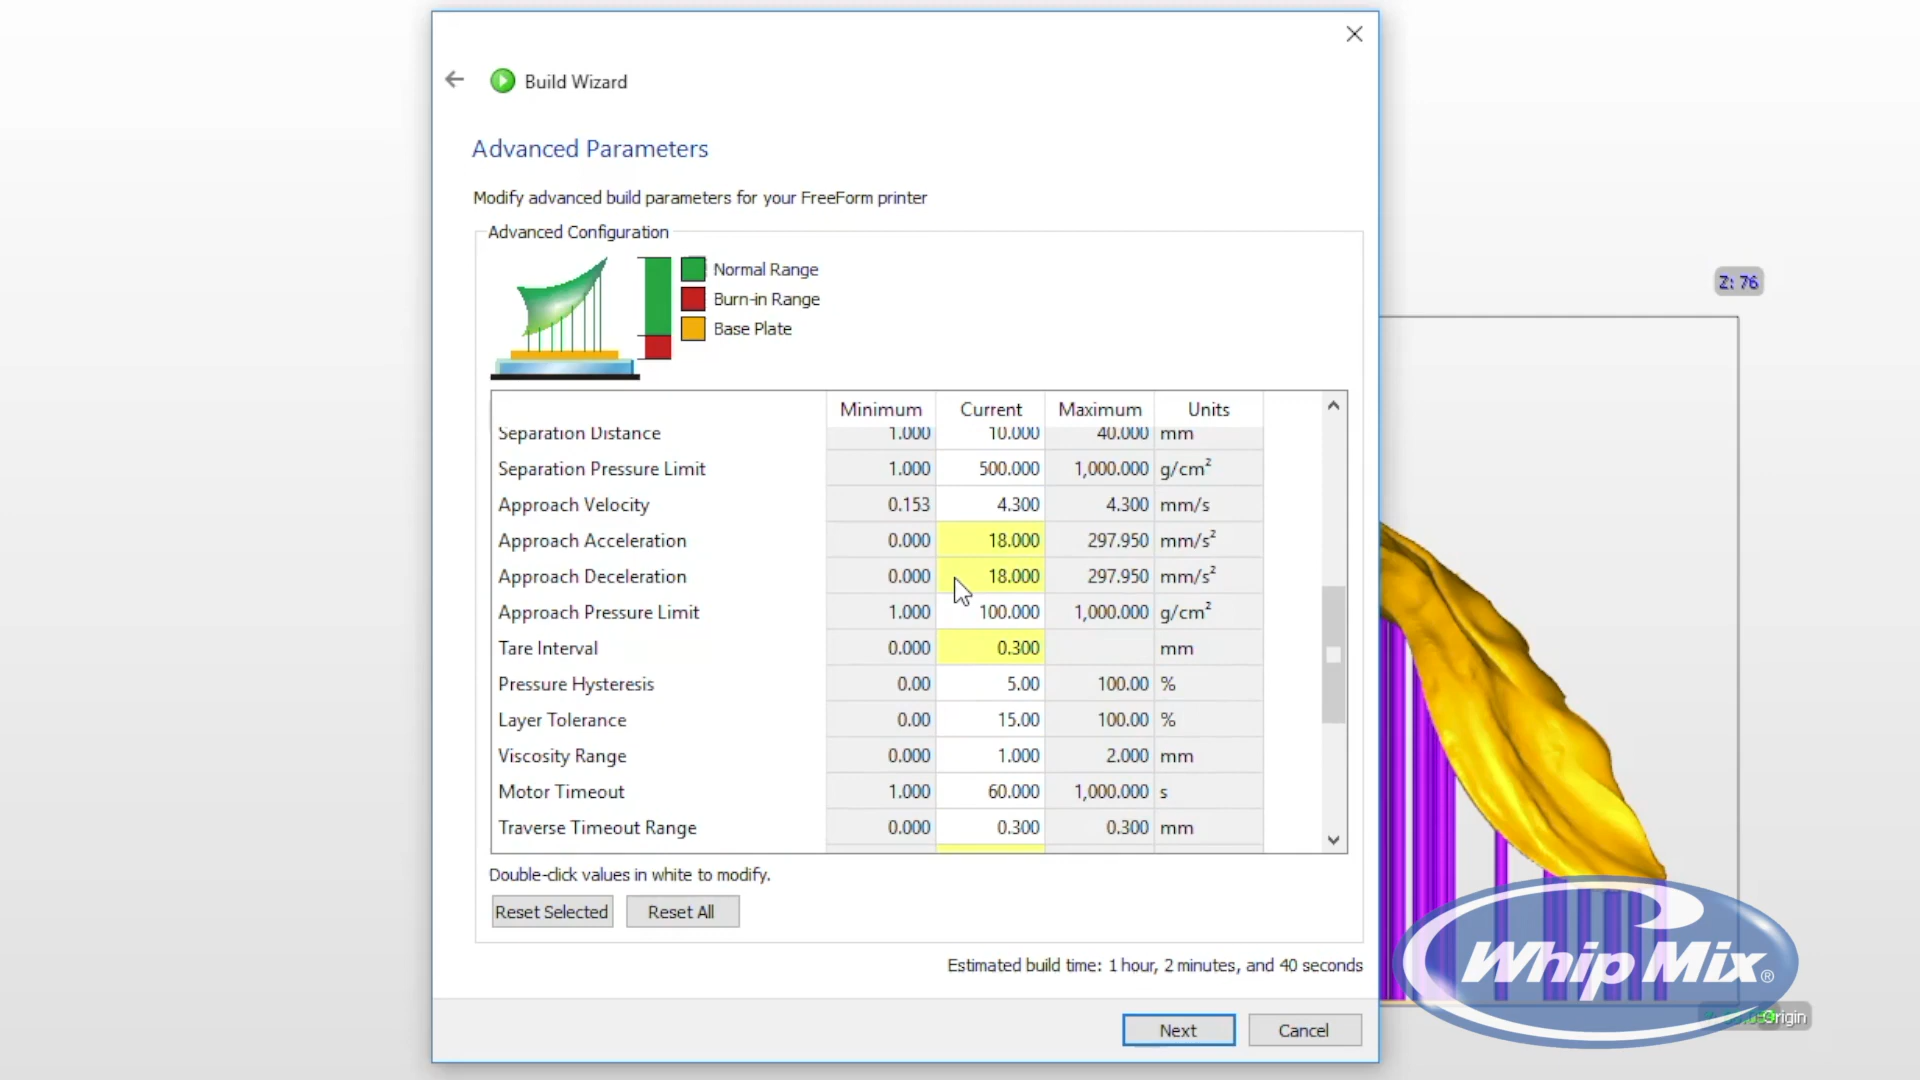 Build Wizard
Advanced Parameters
Modify advanced build parameters for your FreeForm printer
Advanced Configuration
Normal Range
Burn-in Range
Base Plate
Minimum Current Maximum Units
Separation Distance 1.000 10.000 40.000 mm
Separation Pressure Limit 1.000 500.000 1,000.000 g/cm²
Approach Velocity 0.153 4.300 4.300 mm/s
Approach Acceleration 0.000 18.000 297.950 mm/s²
Approach Deceleration 0.000 18.000 297.950 mm/s²
Approach Pressure Limit 1.000 100.000 1,000.000 g/cm²
Tare Interval 0.000 0.300 mm
Pressure Hysteresis 0.00 5.00 100.00 %
Layer Tolerance 0.00 15.00 100.00 %
Viscosity Range 0.000 1.000 2.000 mm
Motor Timeout 1.000 60.000 1,000.000 s
Traverse Timeout Range 0.000 0.300 0.300 mm
Double-click values in white to modify.
Reset Selected Reset All
Estimated build time: 1 hour, 2 minutes, and 40 seconds
Next Cancel
Z: 76
Whip Mix®
Origin